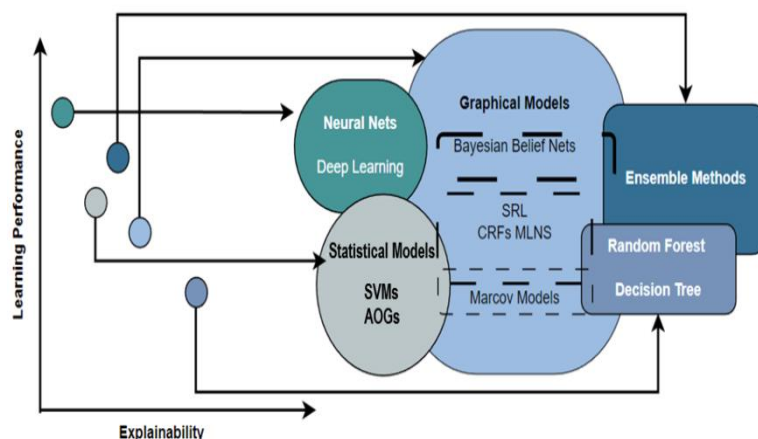 Learning Performance
Explainability
Neural Nets
Deep Learning
Statistical Models
SVMs
AOGs
Graphical Models
Bayesian Belief Nets
SRL
CRFs MLNS
Marcov Models
Ensemble Methods
Random Forest
Decision Tree